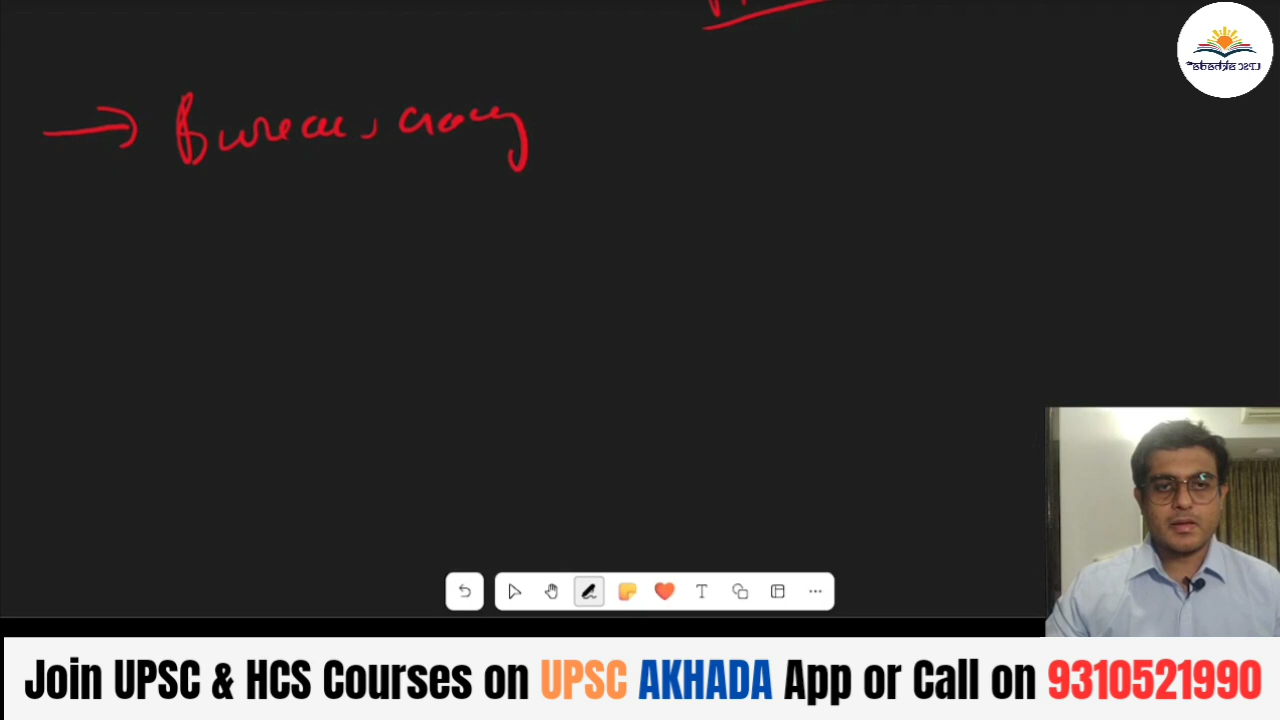 → Bureaucracy
Join UPSC & HCS Courses on UPSC AKHADA App or Call on 9310521990